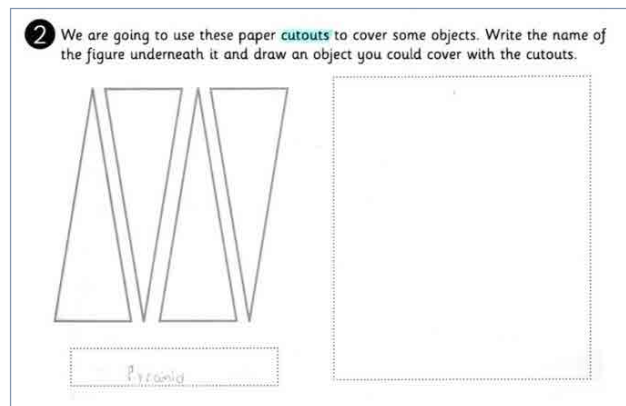 2 We are going to use these paper cutouts to cover some objects. Write the name of
the figure underneath it and draw an object you could cover with the cutouts.
Pyramid